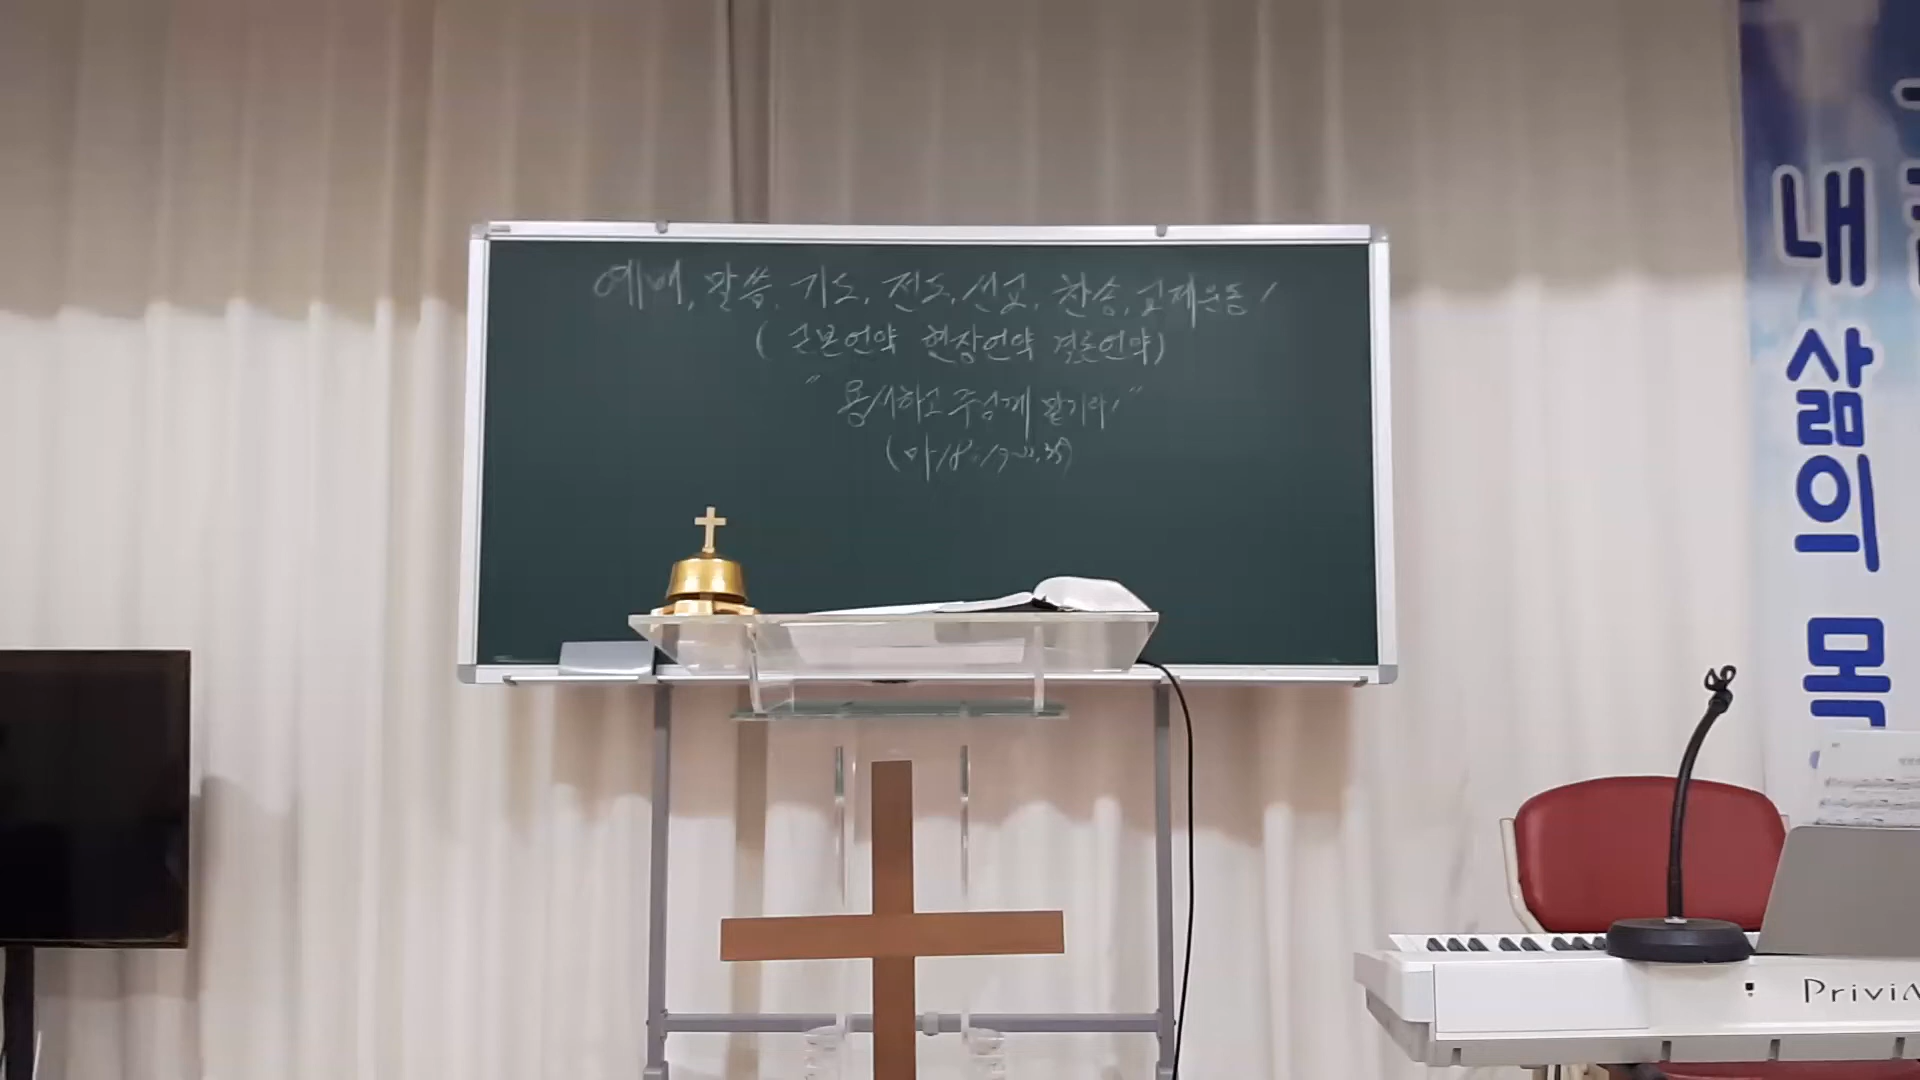 예배, 말씀, 기도, 전도, 선교, 찬송, 교제운동!
(근본언약 현장언약 결론언약)
"용서하고 주님께 맡기라!"
(마18:19~22,35)
내 삶의
Privia